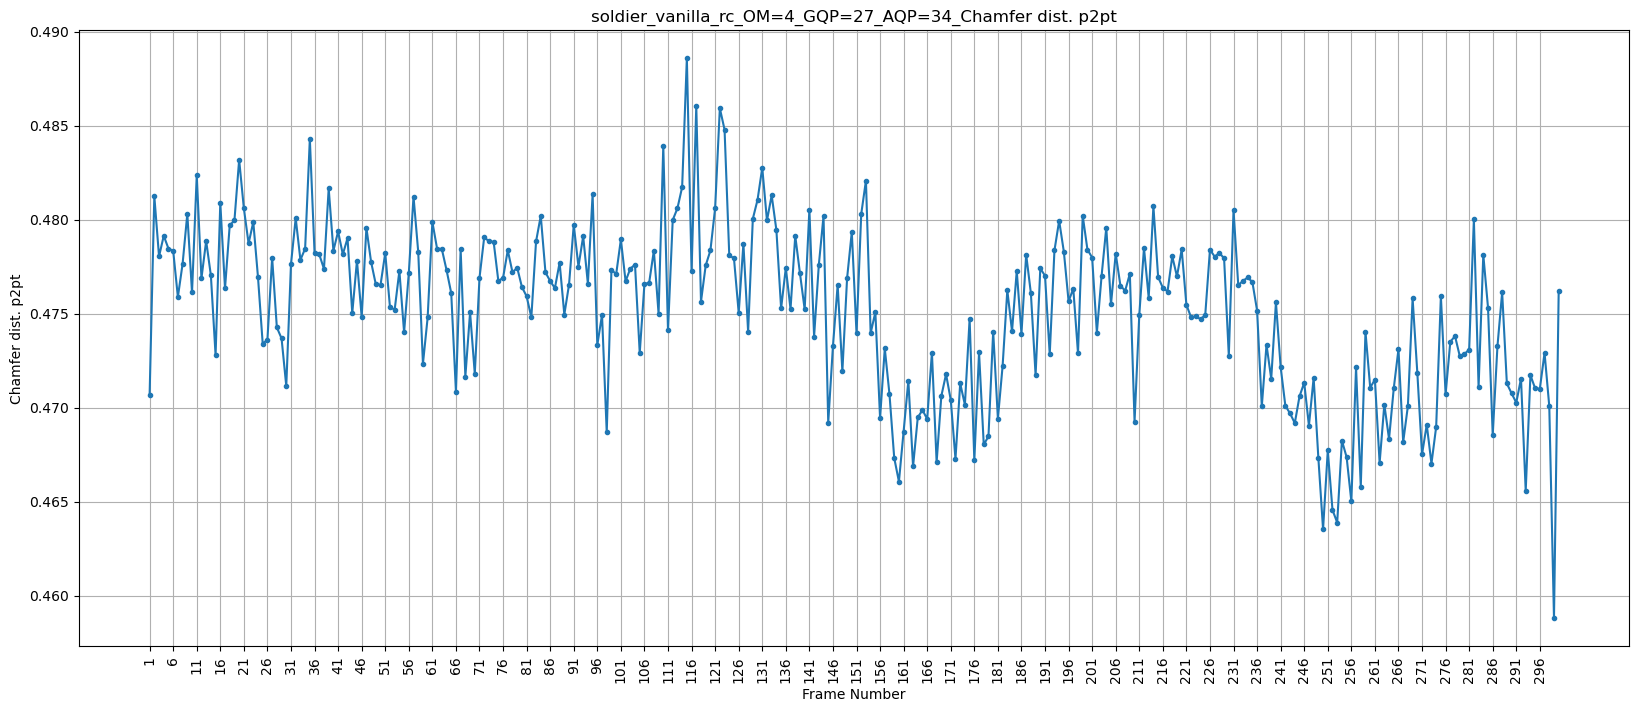 soldier_vanilla_rc_OM=4_GQP=27_AQP=34_Chamfer dist. p2pt
Chamfer dist. p2pt
0.490
0.485
0.480
0.475
0.470
0.465
0.460
1 6 11 16 21 26 31 36 41 46 51 56 61 66 71 76 81 86 91 96 101 106 111 116 121 126 131 136 141 146 151 156 161 166 171 176 181 186 191 196 201 206 211 216 221 226 231 236 241 246 251 256 261 266 271 276 281 286 291 296
Frame Number